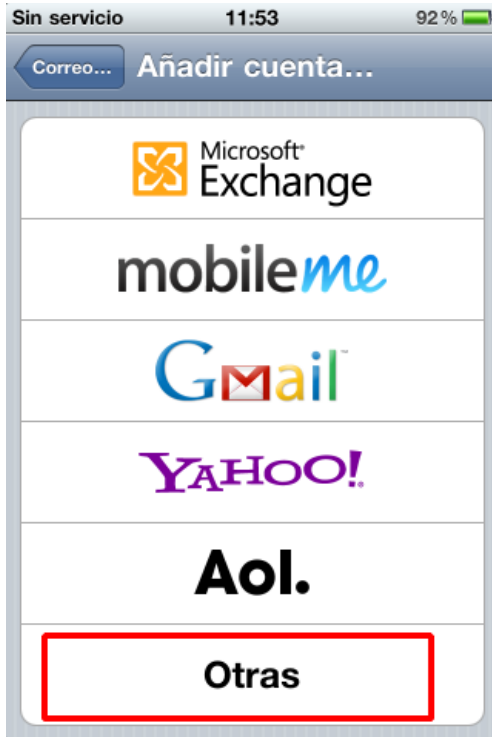 Sin servicio 11:53 92%
Correo... Añadir cuenta...
Microsoft
Exchange
mobileme
Gmail
YAHOO!
Aol.
Otras